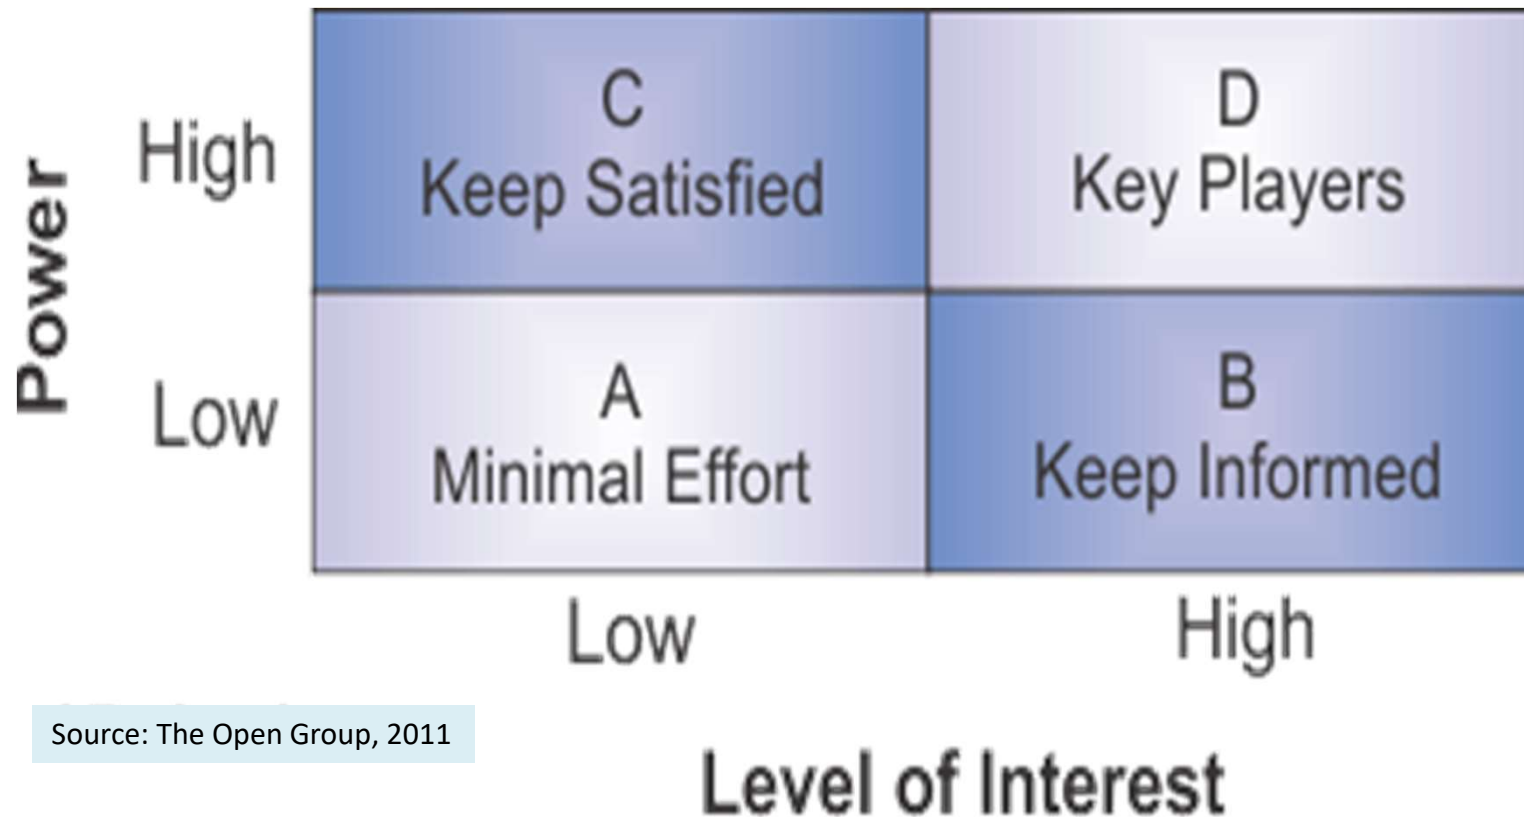 C
Keep Satisfied
D
Key Players
High
Power
A
Minimal Effort
B
Keep Informed
Low
Low
High
Source: The Open Group, 2011
Level of Interest